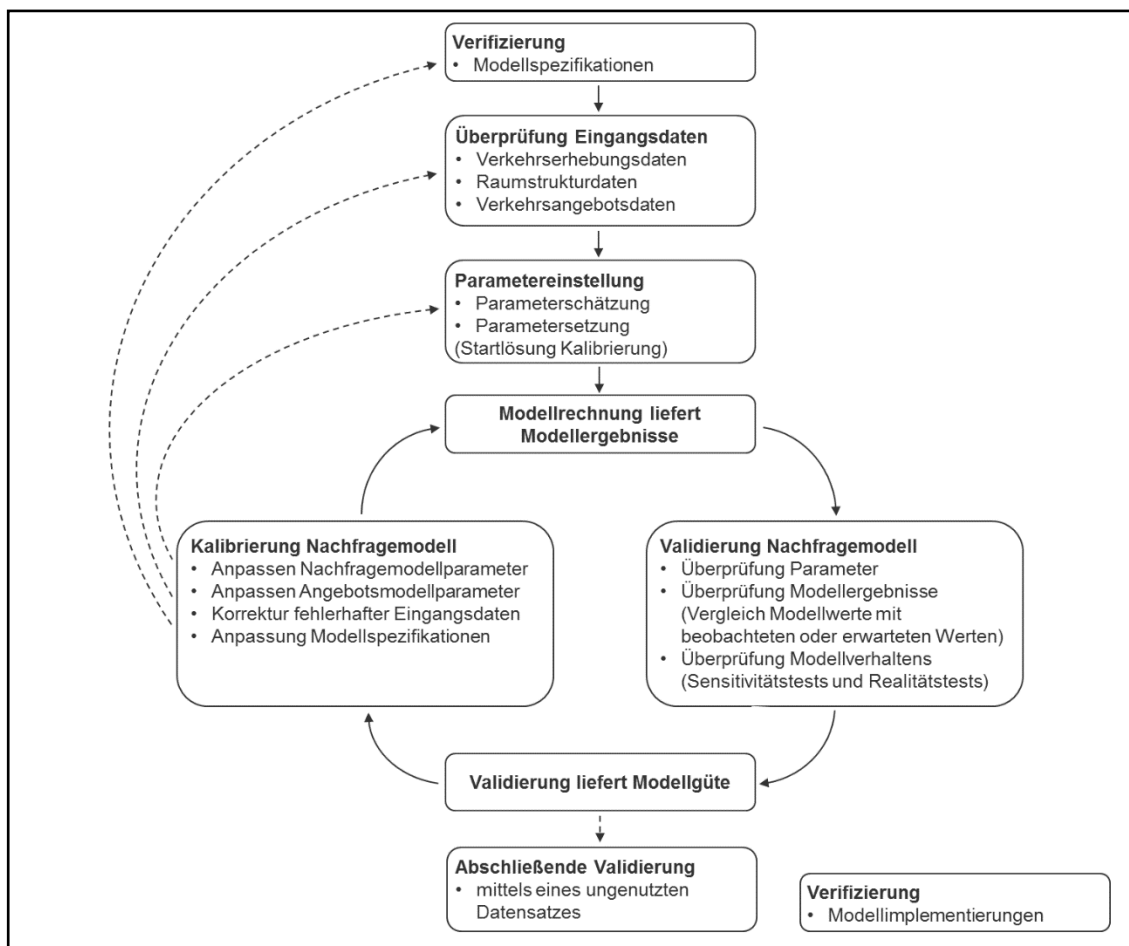 Verifizierung
• Modellspezifikationen
Überprüfung Eingangsdaten
• Verkehrserhebungsdaten
• Raumstrukturdaten
• Verkehrsangebotsdaten
Parametereinstellung
• Parameterschätzung
• Parametersetzung
(Startlösung Kalibrierung)
Modellrechnung liefert
Modellergebnisse
Kalibrierung Nachfragemodell
• Anpassen Nachfragemodellparameter
• Anpassen Angebotsmodellparameter
• Korrektur fehlerhafter Eingangsdaten
• Anpassung Modellspezifikationen
Validierung Nachfragemodell
• Überprüfung Parameter
• Überprüfung Modellergebnisse
(Vergleich Modellwerte mit
beobachteten oder erwarteten Werten)
• Überprüfung Modellverhaltens
(Sensitivitätstests und Realitätstests)
Validierung liefert Modellgüte
Abschließende Validierung
• mittels eines ungenutzten
Datensatzes
Verifizierung
• Modellimplementierungen